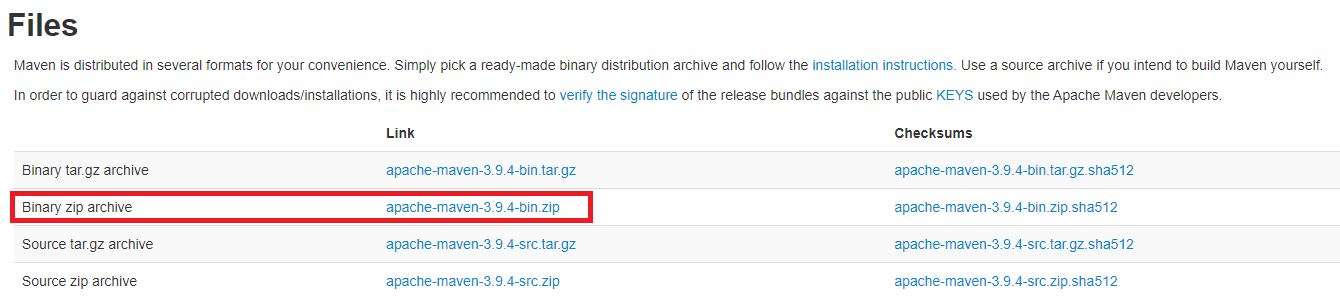 Files
Maven is distributed in several formats for your convenience. Simply pick a ready-made binary distribution archive and follow the installation instructions. Use a source archive if you intend to build Maven yourself.
In order to guard against corrupted downloads/installations, it is highly recommended to verify the signature of the release bundles against the public KEYS used by the Apache Maven developers.
Link Checksums
Binary tar.gz archive apache-maven-3.9.4-bin.tar.gz apache-maven-3.9.4-bin.tar.gz.sha512
Binary zip archive apache-maven-3.9.4-bin.zip apache-maven-3.9.4-bin.zip.sha512
Source tar.gz archive apache-maven-3.9.4-src.tar.gz apache-maven-3.9.4-src.tar.gz.sha512
Source zip archive apache-maven-3.9.4-src.zip apache-maven-3.9.4-src.zip.sha512